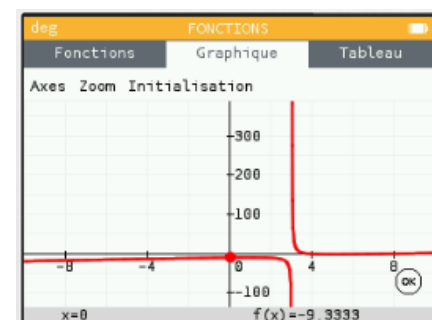 deg FONCTIONS
Fonctions Graphique Tableau
Axes Zoom Initialisation
300
200
100
-8 -4 0 4 8
-100
OK
x=0 f(x)=-9.3333